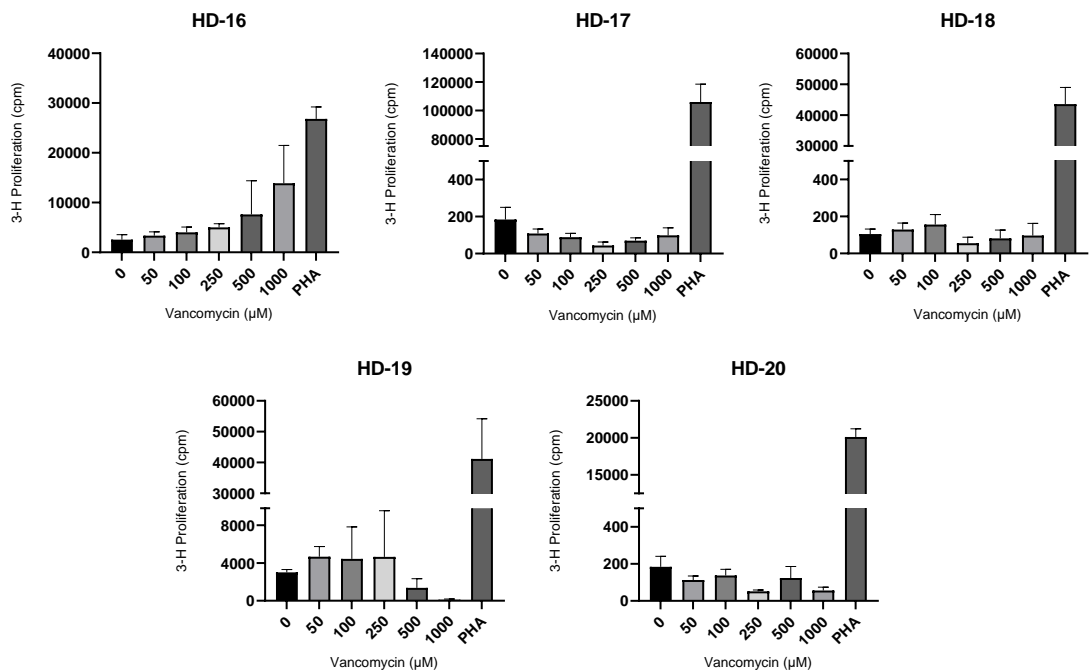 HD-16
3-H Proliferation (cpm)
40000
30000
20000
10000
0
0 50 100 250 500 1000 PHA
Vancomycin (µM)
HD-17
3-H Proliferation (cpm)
140000
120000
100000
80000
400
200
0
0 50 100 250 500 1000 PHA
Vancomycin (µM)
HD-18
3-H Proliferation (cpm)
60000
50000
40000
30000
400
200
0
0 50 100 250 500 1000 PHA
Vancomycin (µM)
HD-19
3-H Proliferation (cpm)
60000
50000
40000
30000
8000
4000
0
0 50 100 250 500 1000 PHA
Vancomycin (µM)
HD-20
3-H Proliferation (cpm)
25000
20000
15000
400
200
0
0 50 100 250 500 1000 PHA
Vancomycin (µM)